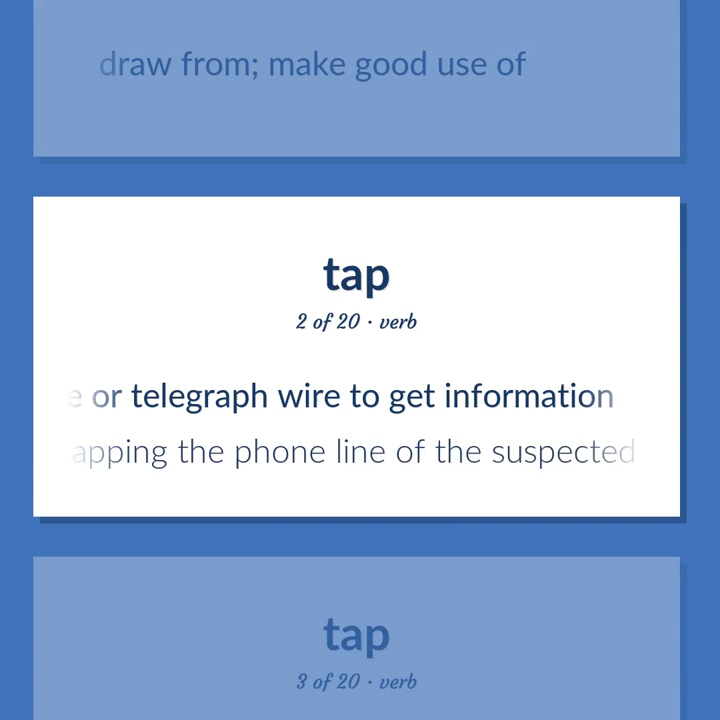 draw from; make good use of
tap
2 of 20 · verb
e or telegraph wire to get information
apping the phone line of the suspected
tap
3 of 20 · verb